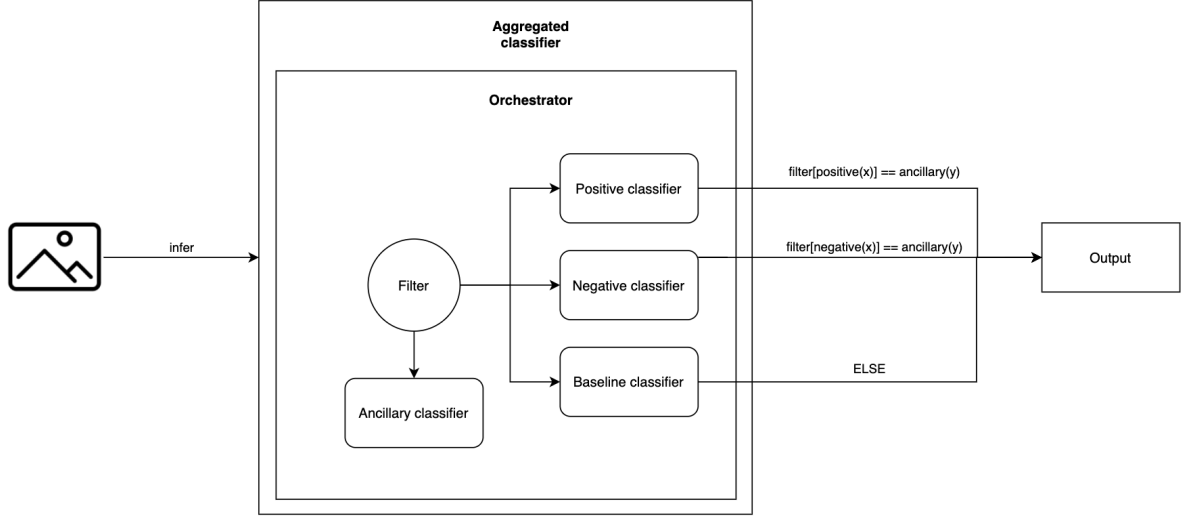 Aggregated
classifier
Orchestrator
filter[positive(x)] == ancillary(y)
Positive classifier
infer
filter[negative(x)] == ancillary(y)
Output
Filter
Negative classifier
ELSE
Baseline classifier
Ancillary classifier